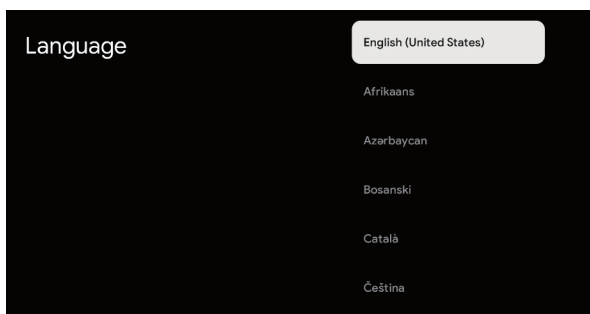 Language
English (United States)
Afrikaans
Azərbaycan
Bosanski
Català
Čeština